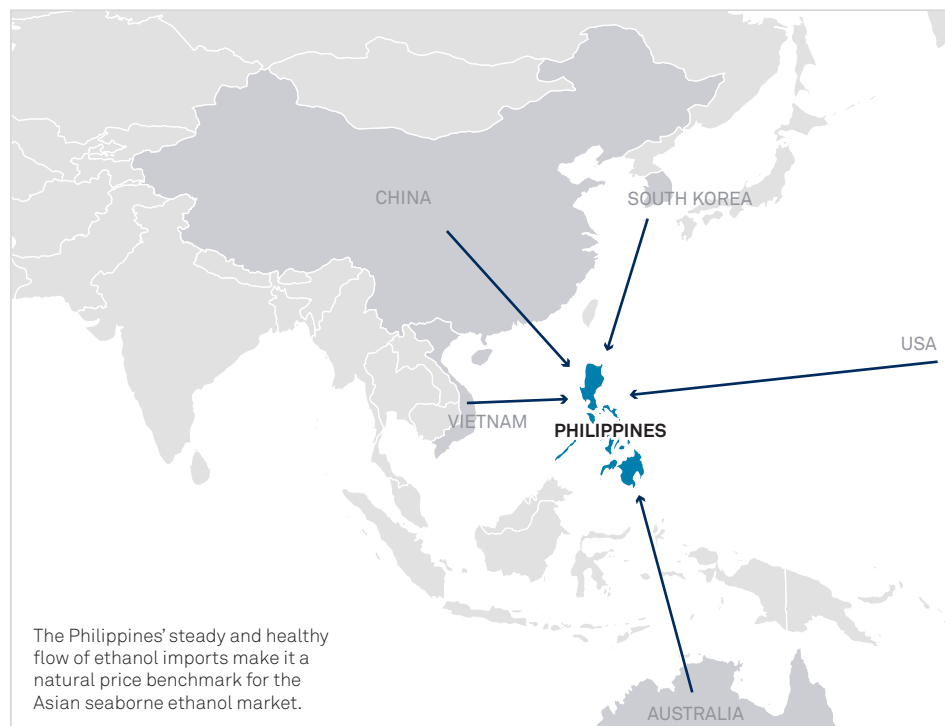 CHINA
SOUTH KOREA
USA
VIETNAM
PHILIPPINES
The Philippines’ steady and healthy
flow of ethanol imports make it a
natural price benchmark for the
Asian seaborne ethanol market.
AUSTRALIA